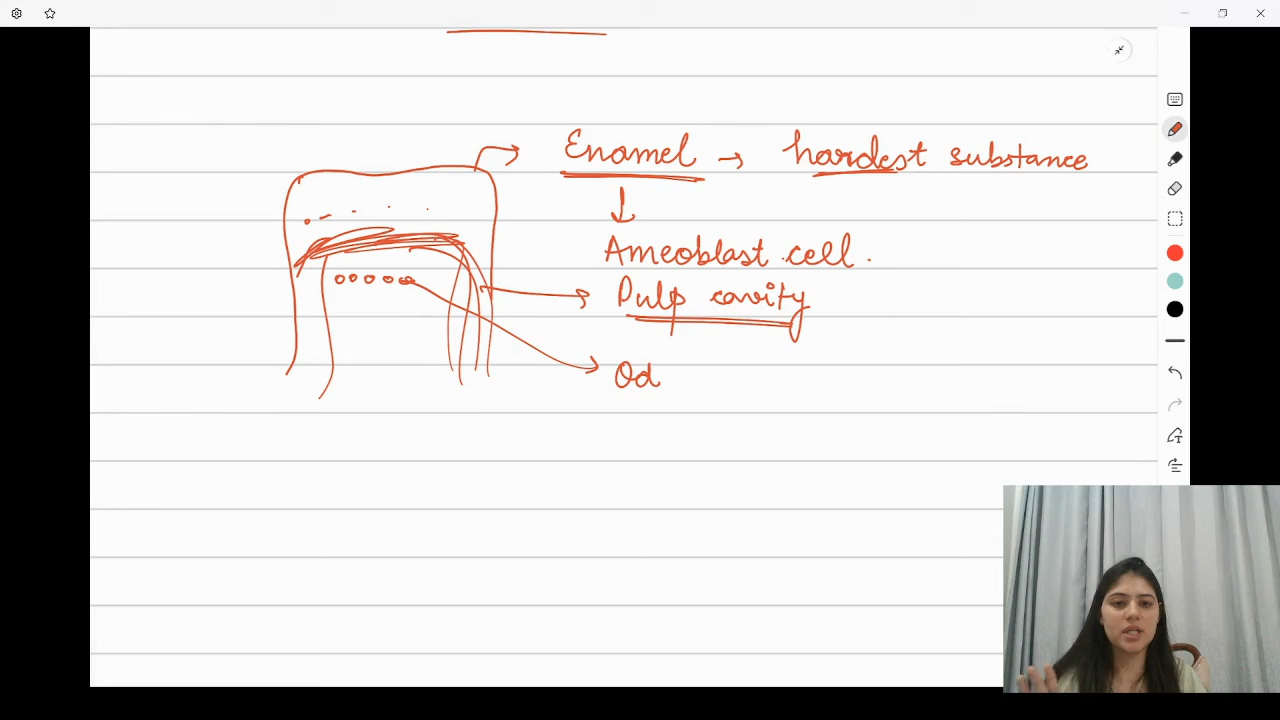 Enamel → hardest substance
↓
Ameoblast cell.
Pulp cavity
Od